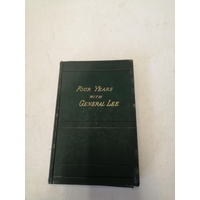 FOUR YEARS
WITH
GENERAL LEE